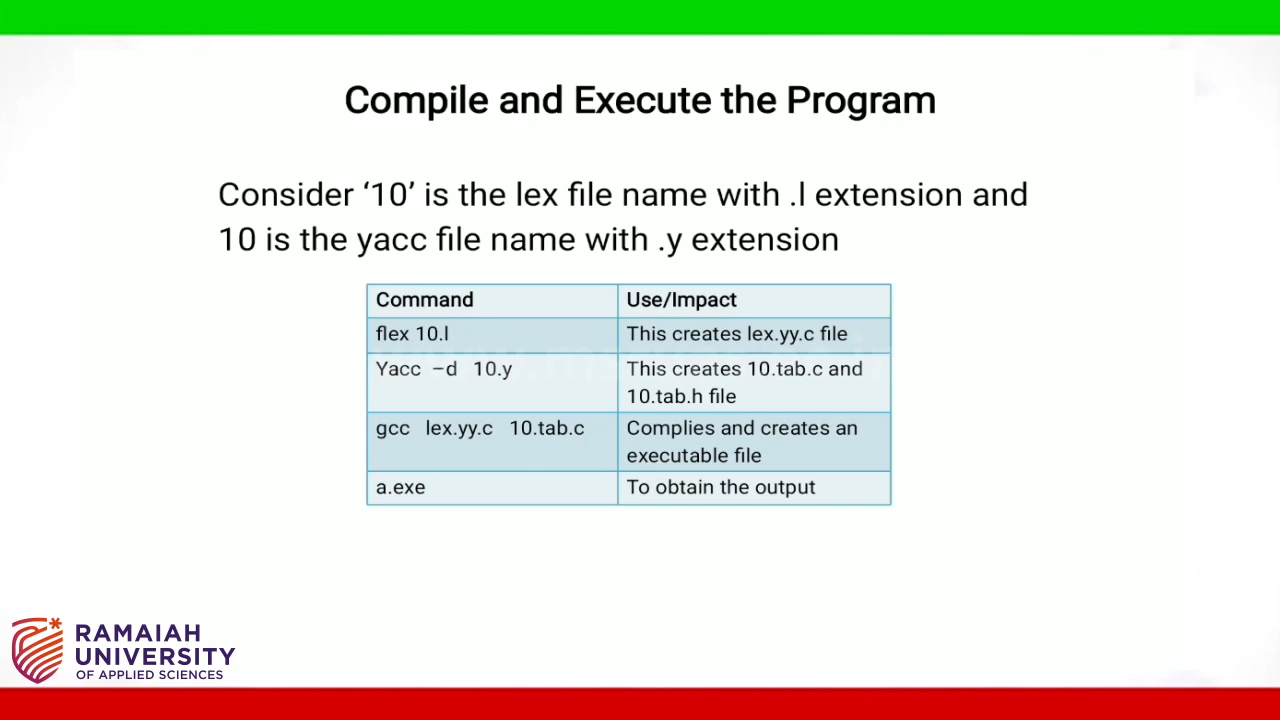 Compile and Execute the Program
Consider ‘10’ is the lex file name with .l extension and
10 is the yacc file name with .y extension
Command Use/Impact
flex 10.l This creates lex.yy.c file
Yacc –d 10.y This creates 10.tab.c and
10.tab.h file
gcc lex.yy.c 10.tab.c Complies and creates an
executable file
a.exe To obtain the output
RAMAIAH
UNIVERSITY
OF APPLIED SCIENCES